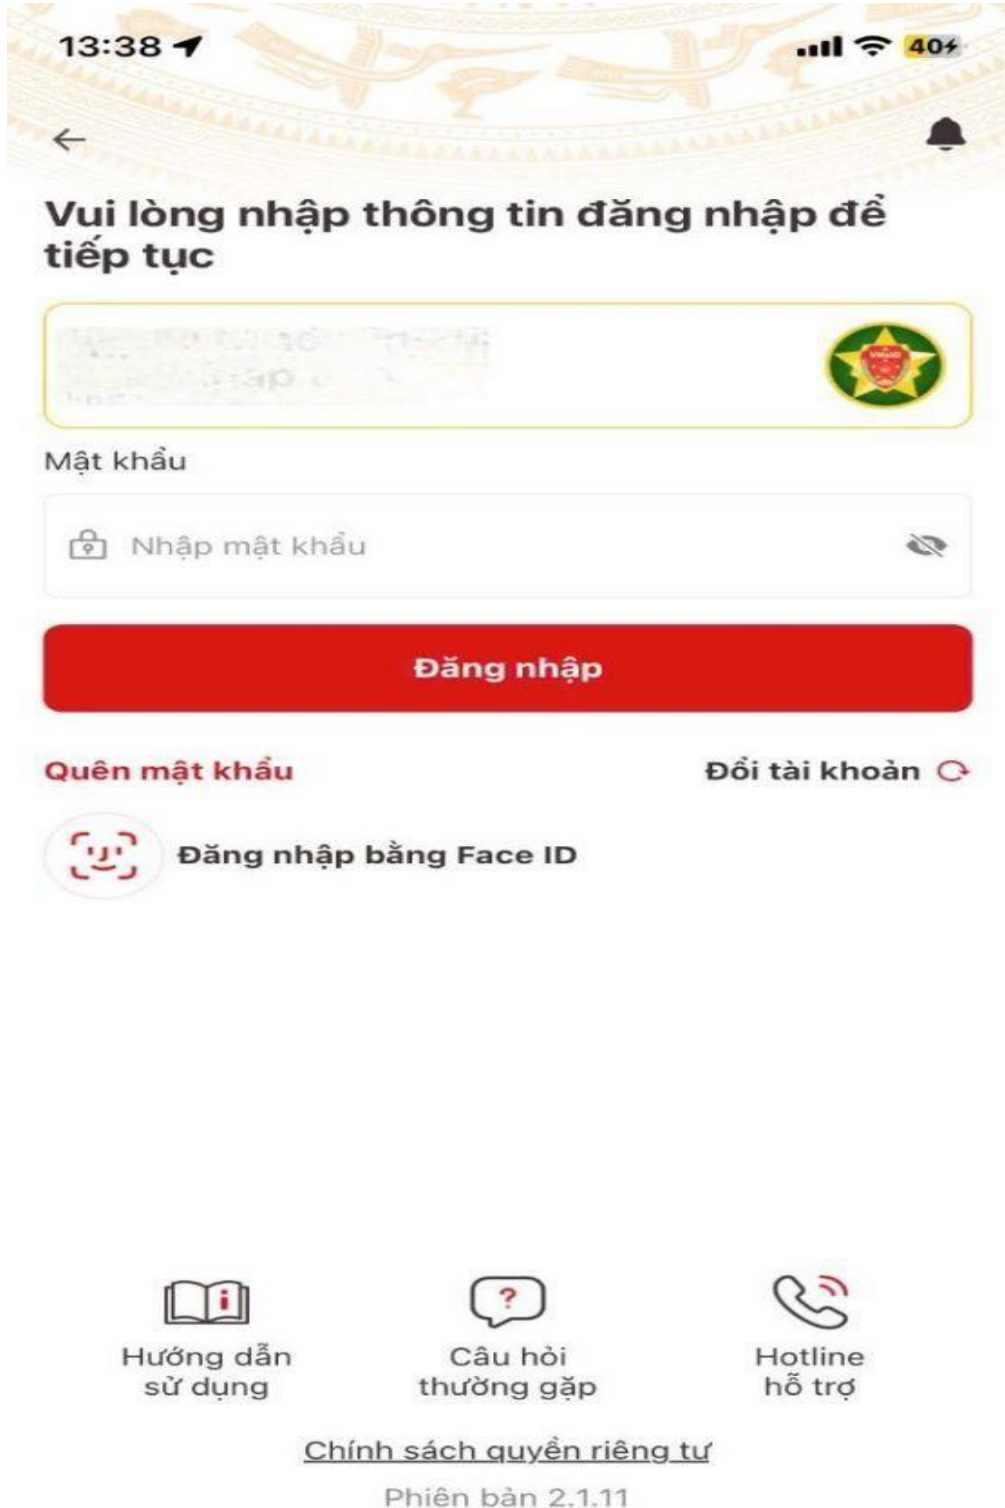 13:38
40
Vui lòng nhập thông tin đăng nhập để
tiếp tục
VNeID
Mật khẩu
Nhập mật khẩu
Đăng nhập
Quên mật khẩu
Đổi tài khoản
Đăng nhập bằng Face ID
Hướng dẫn
sử dụng
Câu hỏi
thường gặp
Hotline
hỗ trợ
Chính sách quyền riêng tư
Phiên bản 2.1.11